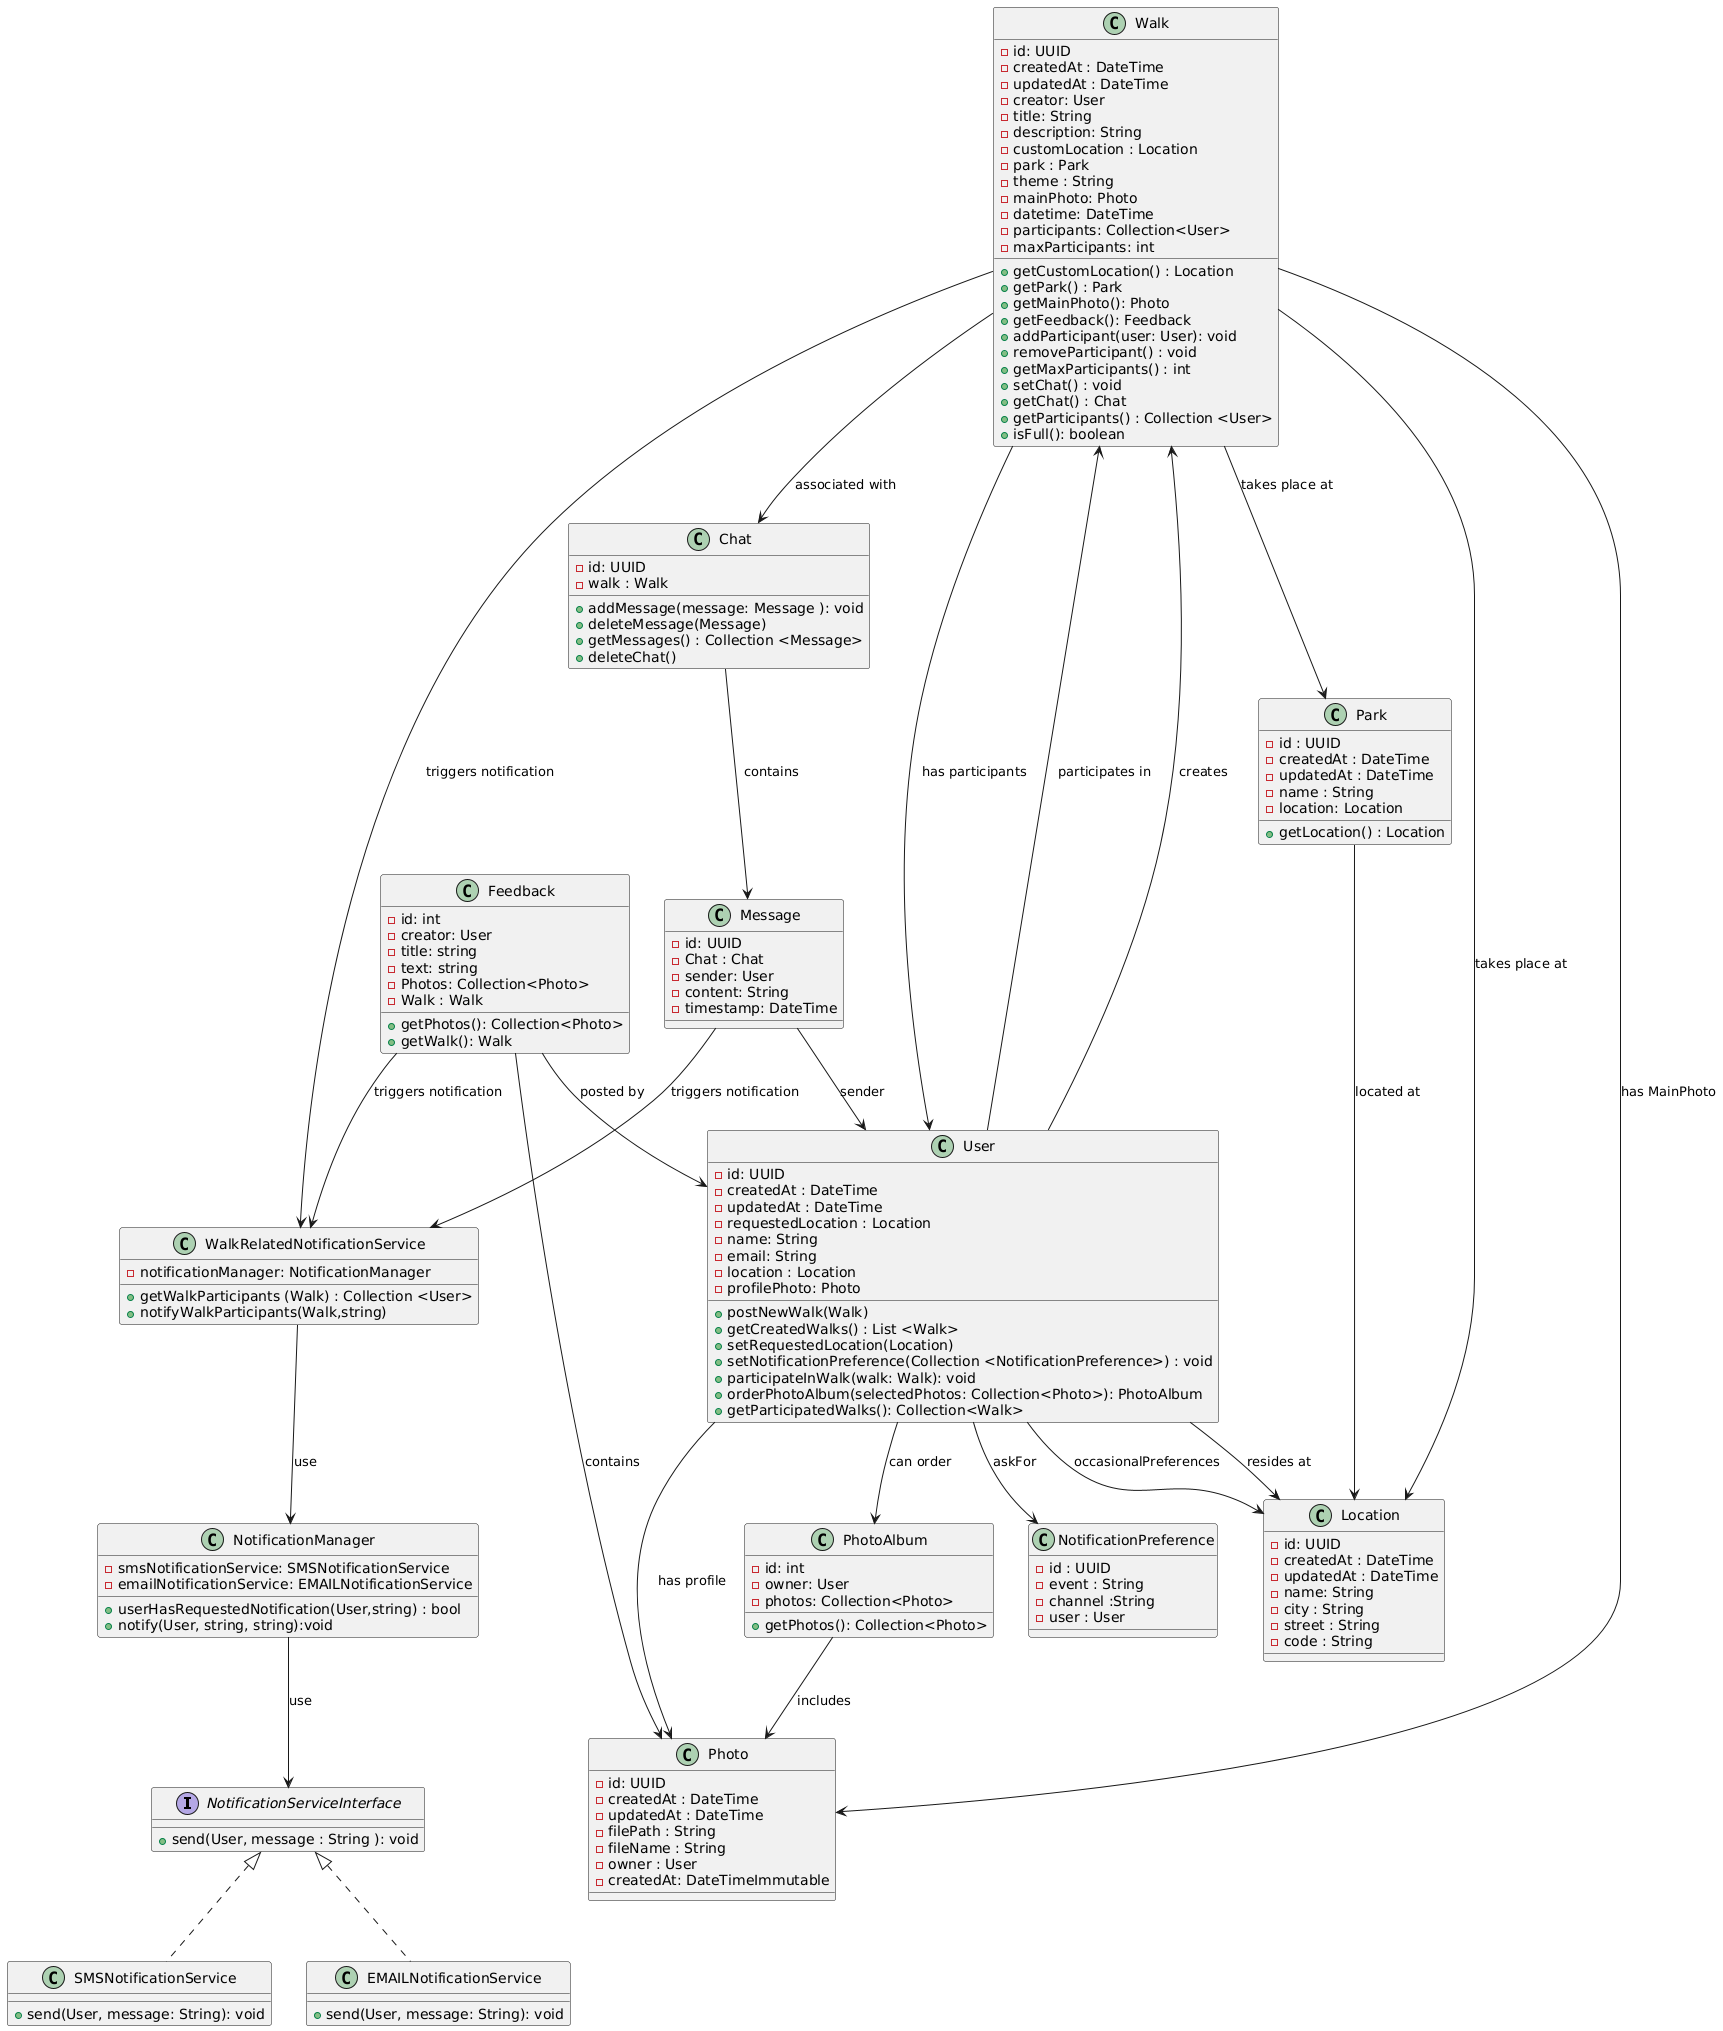 C Walk
id: UUID
createdAt : DateTime
updatedAt : DateTime
creator: User
title: String
description: String
customLocation : Location
park : Park
theme : String
mainPhoto: Photo
datetime: DateTime
participants: Collection<User>
maxParticipants: int
getCustomLocation() : Location
getPark() : Park
getMainPhoto(): Photo
getFeedback(): Feedback
addParticipant(user: User): void
removeParticipant() : void
getMaxParticipants() : int
setChat() : void
getChat() : Chat
getParticipants() : Collection <User>
isFull(): boolean
associated with
takes place at
C Chat
id: UUID
walk : Walk
addMessage(message: Message ): void
deleteMessage(Message)
getMessages() : Collection <Message>
deleteChat()
C Park
id : UUID
createdAt : DateTime
updatedAt : DateTime
name : String
location: Location
getLocation() : Location
triggers notification
contains
has participants
participates in
creates
C Feedback
id: int
creator: User
title: string
text: string
Photos: Collection<Photo>
Walk : Walk
getPhotos(): Collection<Photo>
getWalk(): Walk
C Message
id: UUID
Chat : Chat
sender: User
content: String
timestamp: DateTime
takes place at
triggers notification
posted by
triggers notification
sender
located at
has MainPhoto
C User
id: UUID
createdAt : DateTime
updatedAt : DateTime
requestedLocation : Location
name: String
email: String
location : Location
profilePhoto: Photo
postNewWalk(Walk)
getCreatedWalks() : List <Walk>
setRequestedLocation(Location)
setNotificationPreference(Collection <NotificationPreference>) : void
participateInWalk(walk: Walk): void
orderPhotoAlbum(selectedPhotos: Collection<Photo>): PhotoAlbum
getParticipatedWalks(): Collection<Walk>
C WalkRelatedNotificationService
notificationManager: NotificationManager
getWalkParticipants (Walk) : Collection <User>
notifyWalkParticipants(Walk,string)
use
contains
can order
askFor
occasionalPreferences
resides at
C NotificationManager
smsNotificationService: SMSNotificationService
emailNotificationService: EMAILNotificationService
userHasRequestedNotification(User,string) : bool
notify(User, string, string):void
has profile
C PhotoAlbum
id: int
owner: User
photos: Collection<Photo>
getPhotos(): Collection<Photo>
C NotificationPreference
id : UUID
event : String
channel :String
user : User
C Location
id: UUID
createdAt : DateTime
updatedAt : DateTime
name: String
city : String
street : String
code : String
use
includes
I NotificationServiceInterface
send(User, message : String ): void
C Photo
id: UUID
createdAt : DateTime
updatedAt : DateTime
filePath : String
fileName : String
owner : User
createdAt: DateTimeImmutable
C SMSNotificationService
send(User, message: String): void
C EMAILNotificationService
send(User, message: String): void